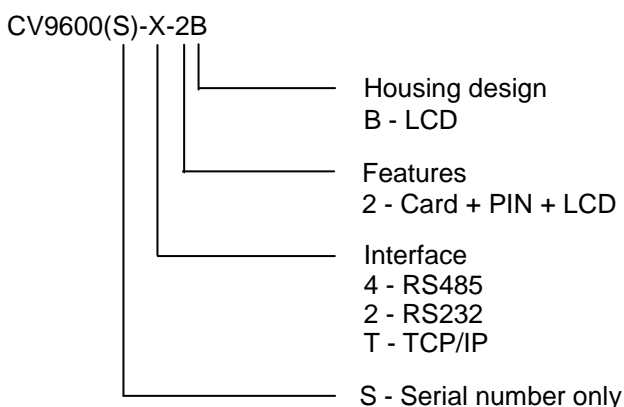 CV9600(S)-X-2B
Housing design
B - LCD
Features
2 - Card + PIN + LCD
Interface
4 - RS485
2 - RS232
T - TCP/IP
S - Serial number only